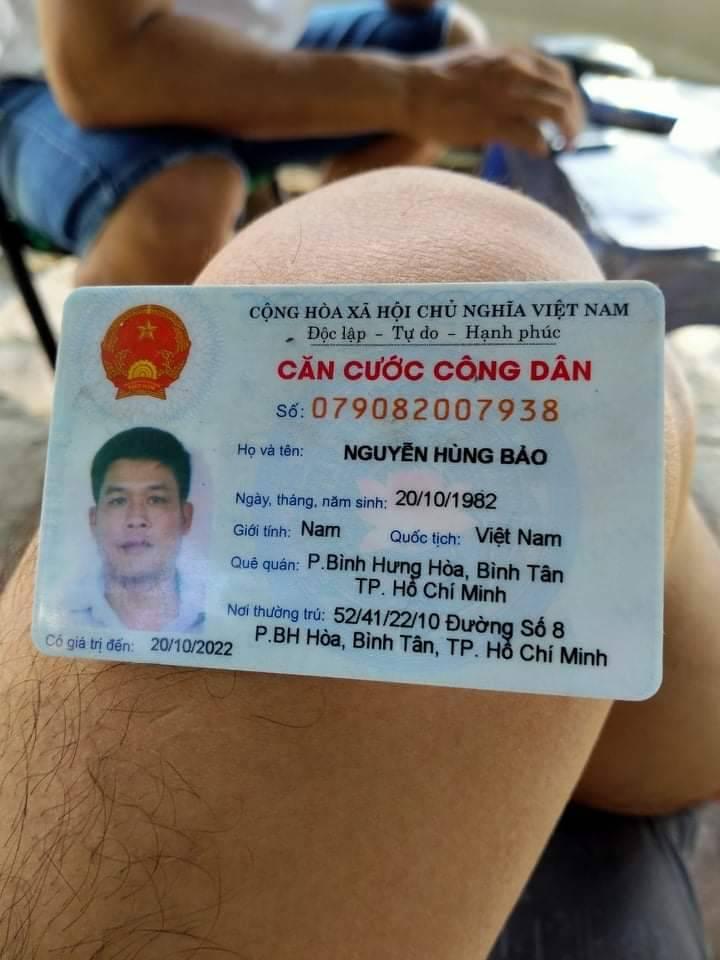 CỘNG HÒA XÃ HỘI CHỦ NGHĨA VIỆT NAM
Độc lập - Tự do - Hạnh phúc
CĂN CƯỚC CÔNG DÂN
Số: 079082007938
Họ và tên: NGUYỄN HÙNG BẢO
Ngày, tháng, năm sinh: 20/10/1982
Giới tính: Nam Quốc tịch: Việt Nam
Quê quán: P.Bình Hưng Hòa, Bình Tân
TP. Hồ Chí Minh
Nơi thường trú: 52/41/22/10 Đường Số 8
P.BH Hòa, Bình Tân, TP. Hồ Chí Minh
Có giá trị đến: 20/10/2022